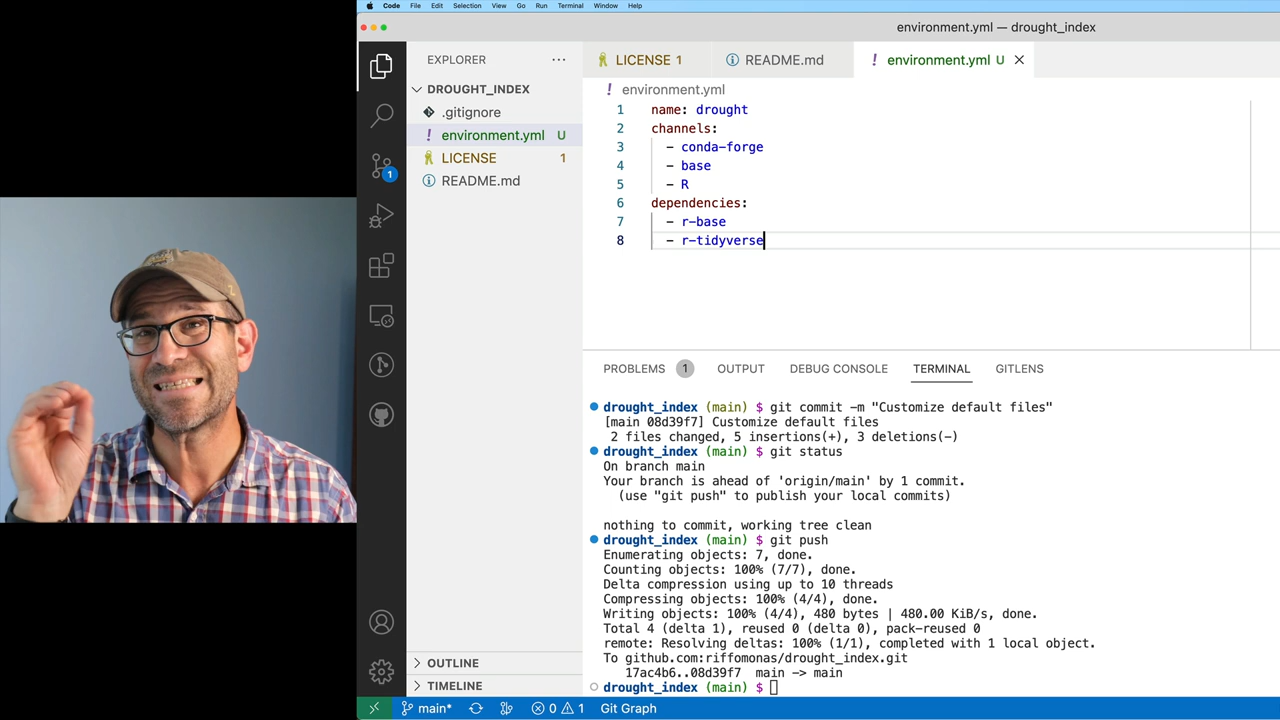 Code File Edit Selection View Go Run Terminal Window Help
environment.yml — drought_index
EXPLORER
DROUGHT_INDEX
.gitignore
environment.yml U
LICENSE 1
README.md
OUTLINE
TIMELINE
1
LICENSE 1 README.md environment.yml U
environment.yml
1 name: drought
2 channels:
3 - conda-forge
4 - base
5 - R
6 dependencies:
7 - r-base
8 - r-tidyverse
PROBLEMS 1 OUTPUT DEBUG CONSOLE TERMINAL GITLENS
drought_index (main) $ git commit -m "Customize default files"
[main 08d39f7] Customize default files
2 files changed, 5 insertions(+), 3 deletions(-)
drought_index (main) $ git status
On branch main
Your branch is ahead of 'origin/main' by 1 commit.
(use "git push" to publish your local commits)
nothing to commit, working tree clean
drought_index (main) $ git push
Enumerating objects: 7, done.
Counting objects: 100% (7/7), done.
Delta compression using up to 10 threads
Compressing objects: 100% (4/4), done.
Writing objects: 100% (4/4), 480 bytes | 480.00 KiB/s, done.
Total 4 (delta 1), reused 0 (delta 0), pack-reused 0
remote: Resolving deltas: 100% (1/1), completed with 1 local object.
To github.com:riffomonas/drought_index.git
17ac4b6..08d39f7 main -> main
drought_index (main) $
main* 0 1 Git Graph